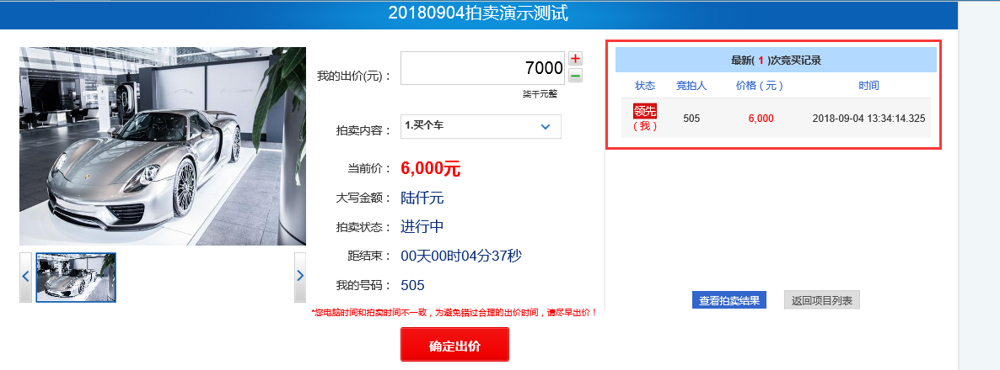 20180904拍卖演示测试
我的出价(元)：
7000
柒干元整
拍卖内容：
1.买个车
当前价：
6,000元
大写金额：
陆仟元
拍卖状态：
进行中
距结束：
00天00时04分37秒
我的号码：
505
*您电脑时间和拍卖时间不一致，为避免错过合理的出价时间，请尽早出价！
确定出价
最新( 1 )次竞买记录
状态 竞拍人 价格（元） 时间
领先
（我） 505 6,000 2018-09-04 13:34:14.325
查看拍卖结果 返回项目列表